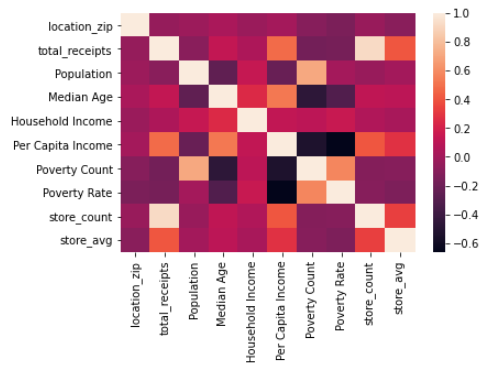 location_zip
total_receipts
Population
Median Age
Household Income
Per Capita Income
Poverty Count
Poverty Rate
store_count
store_avg
location_zip
total_receipts
Population
Median Age
Household Income
Per Capita Income
Poverty Count
Poverty Rate
store_count
store_avg
1.0
0.8
0.6
0.4
0.2
0.0
−0.2
−0.4
−0.6